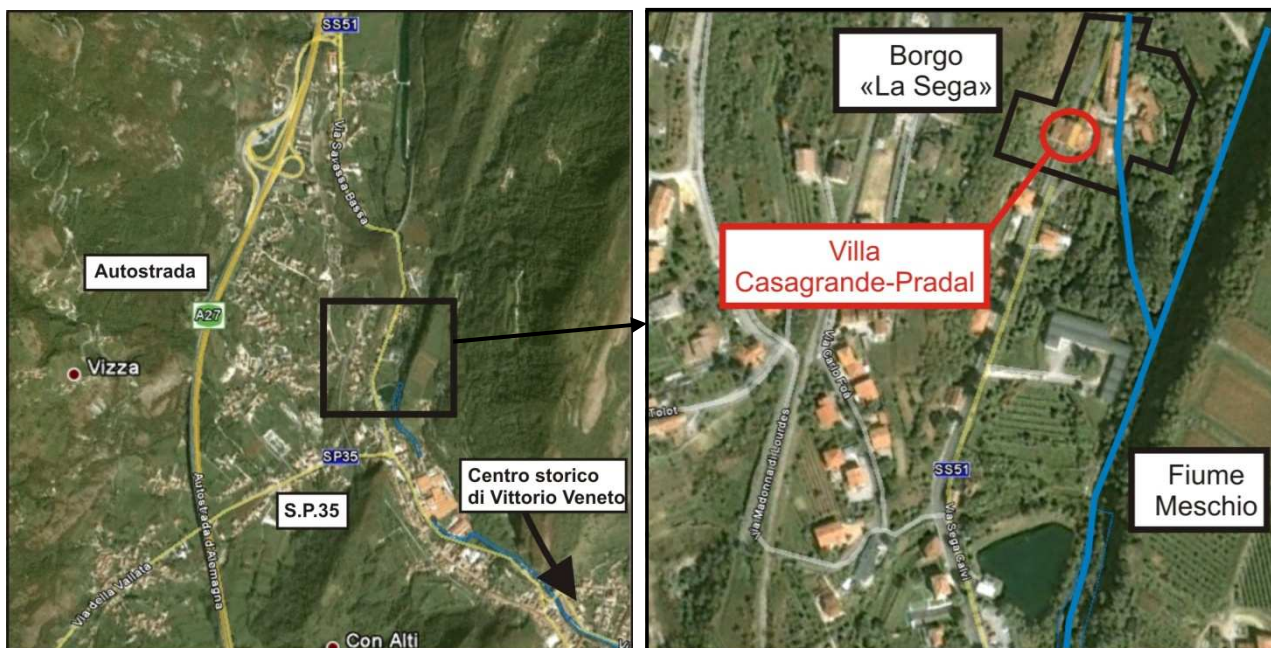 SS51
Via Savassa Bassa
Autostrada
A27
Vizza
SP35
S.P.35
Centro storico
di Vittorio Veneto
Via della Vallata
Autostrada d'Alemagna
Con Alti
Borgo
«La Sega»
Villa
Casagrande-Pradal
Via Carlo Foà
Tolot
Via Madonna di Lourdes
SS51
Via Sega Calvi
Fiume
Meschio